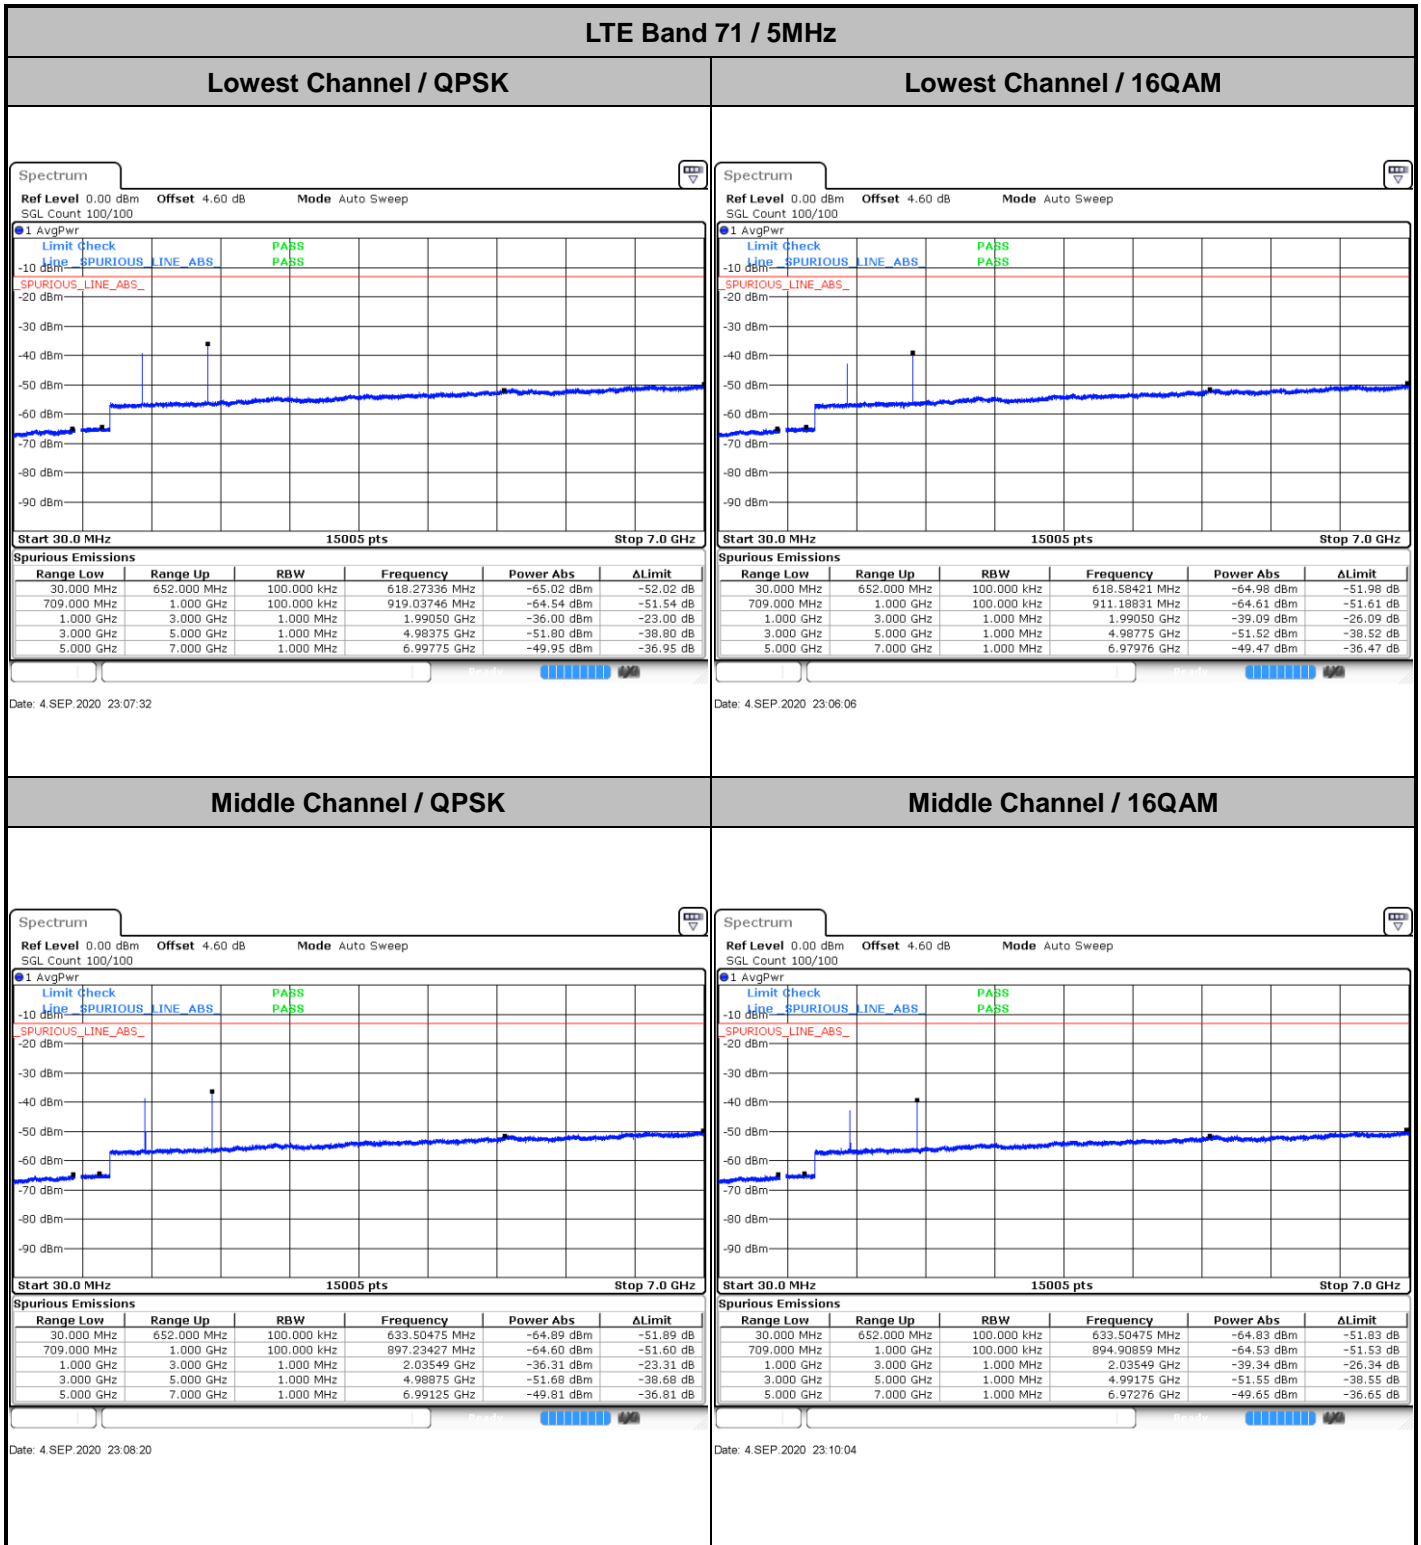 LTE Band 71 / 5MHz
Lowest Channel / QPSK
Lowest Channel / 16QAM
Spectrum
Ref Level 0.00 dBm Offset 4.60 dB Mode Auto Sweep
SGL Count 100/100
1 AvgPwr
Limit Check PASS
Line _SPURIOUS_LINE_ABS_ PASS
-10 dBm
_SPURIOUS_LINE_ABS_
-20 dBm
-30 dBm
-40 dBm
-50 dBm
-60 dBm
-70 dBm
-80 dBm
-90 dBm
Start 30.0 MHz 15005 pts Stop 7.0 GHz
Spurious Emissions
Range Low Range Up RBW Frequency Power Abs ΔLimit
30.000 MHz 652.000 MHz 100.000 kHz 618.27336 MHz -65.02 dBm -52.02 dB
709.000 MHz 1.000 GHz 100.000 kHz 919.03746 MHz -64.54 dBm -51.54 dB
1.000 GHz 3.000 GHz 1.000 MHz 1.99050 GHz -36.00 dBm -23.00 dB
3.000 GHz 5.000 GHz 1.000 MHz 4.98375 GHz -51.80 dBm -38.80 dB
5.000 GHz 7.000 GHz 1.000 MHz 6.99775 GHz -49.95 dBm -36.95 dB
Ready
Date: 4.SEP.2020 23:07:32
Spectrum
Ref Level 0.00 dBm Offset 4.60 dB Mode Auto Sweep
SGL Count 100/100
1 AvgPwr
Limit Check PASS
Line _SPURIOUS_LINE_ABS_ PASS
-10 dBm
_SPURIOUS_LINE_ABS_
-20 dBm
-30 dBm
-40 dBm
-50 dBm
-60 dBm
-70 dBm
-80 dBm
-90 dBm
Start 30.0 MHz 15005 pts Stop 7.0 GHz
Spurious Emissions
Range Low Range Up RBW Frequency Power Abs ΔLimit
30.000 MHz 652.000 MHz 100.000 kHz 618.58421 MHz -64.98 dBm -51.98 dB
709.000 MHz 1.000 GHz 100.000 kHz 911.18831 MHz -64.61 dBm -51.61 dB
1.000 GHz 3.000 GHz 1.000 MHz 1.99050 GHz -39.09 dBm -26.09 dB
3.000 GHz 5.000 GHz 1.000 MHz 4.98775 GHz -51.52 dBm -38.52 dB
5.000 GHz 7.000 GHz 1.000 MHz 6.97976 GHz -49.47 dBm -36.47 dB
Ready
Date: 4.SEP.2020 23:06:06
Middle Channel / QPSK
Middle Channel / 16QAM
Spectrum
Ref Level 0.00 dBm Offset 4.60 dB Mode Auto Sweep
SGL Count 100/100
1 AvgPwr
Limit Check PASS
Line _SPURIOUS_LINE_ABS_ PASS
-10 dBm
_SPURIOUS_LINE_ABS_
-20 dBm
-30 dBm
-40 dBm
-50 dBm
-60 dBm
-70 dBm
-80 dBm
-90 dBm
Start 30.0 MHz 15005 pts Stop 7.0 GHz
Spurious Emissions
Range Low Range Up RBW Frequency Power Abs ΔLimit
30.000 MHz 652.000 MHz 100.000 kHz 633.50475 MHz -64.89 dBm -51.89 dB
709.000 MHz 1.000 GHz 100.000 kHz 897.23427 MHz -64.60 dBm -51.60 dB
1.000 GHz 3.000 GHz 1.000 MHz 2.03549 GHz -36.31 dBm -23.31 dB
3.000 GHz 5.000 GHz 1.000 MHz 4.98875 GHz -51.68 dBm -38.68 dB
5.000 GHz 7.000 GHz 1.000 MHz 6.99125 GHz -49.81 dBm -36.81 dB
Ready
Date: 4.SEP.2020 23:08:20
Spectrum
Ref Level 0.00 dBm Offset 4.60 dB Mode Auto Sweep
SGL Count 100/100
1 AvgPwr
Limit Check PASS
Line _SPURIOUS_LINE_ABS_ PASS
-10 dBm
_SPURIOUS_LINE_ABS_
-20 dBm
-30 dBm
-40 dBm
-50 dBm
-60 dBm
-70 dBm
-80 dBm
-90 dBm
Start 30.0 MHz 15005 pts Stop 7.0 GHz
Spurious Emissions
Range Low Range Up RBW Frequency Power Abs ΔLimit
30.000 MHz 652.000 MHz 100.000 kHz 633.50475 MHz -64.83 dBm -51.83 dB
709.000 MHz 1.000 GHz 100.000 kHz 894.90859 MHz -64.53 dBm -51.53 dB
1.000 GHz 3.000 GHz 1.000 MHz 2.03549 GHz -39.34 dBm -26.34 dB
3.000 GHz 5.000 GHz 1.000 MHz 4.99175 GHz -51.55 dBm -38.55 dB
5.000 GHz 7.000 GHz 1.000 MHz 6.97276 GHz -49.65 dBm -36.65 dB
Ready
Date: 4.SEP.2020 23:10:04